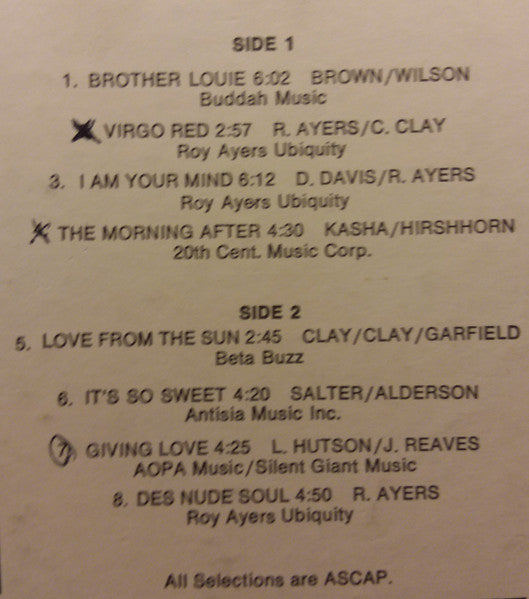 SIDE 1
1. BROTHER LOUIE 6:02 BROWN/WILSON
Buddah Music
VIRGO RED 2:57 R. AYERS/C. CLAY
Roy Ayers Ubiquity
3. I AM YOUR MIND 6:12 D. DAVIS/R. AYERS
Roy Ayers Ubiquity
THE MORNING AFTER 4:30 KASHA/HIRSHHORN
20th Cent. Music Corp.
SIDE 2
5. LOVE FROM THE SUN 2:45 CLAY/CLAY/GARFIELD
Beta Buzz
6. IT'S SO SWEET 4:20 SALTER/ALDERSON
Antisia Music Inc.
7. GIVING LOVE 4:25 L. HUTSON/J. REAVES
AOPA Music/Silent Giant Music
8. DES NUDE SOUL 4:50 R. AYERS
Roy Ayers Ubiquity
All Selections are ASCAP.